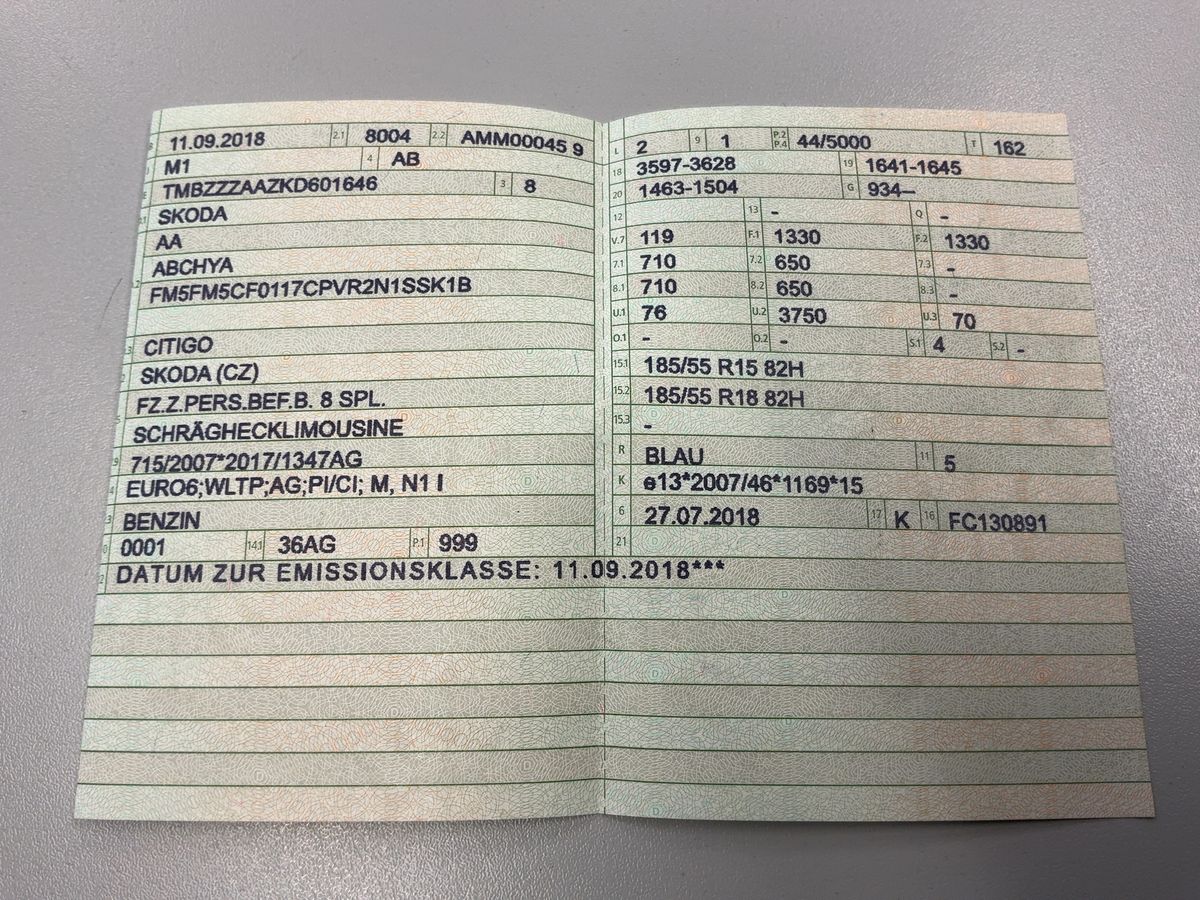 11.09.2018 2.1 8004 2.2 AMM00045 9
M1 4 AB
TMBZZZAAZKD601646 3 8
SKODA
AA
ABCHYA
FM5FM5CF0117CPVR2N1SSK1B
CITIGO
SKODA (CZ)
FZ.Z.PERS.BEF.B. 8 SPL.
SCHRÄGHECKLIMOUSINE
715/2007*2017/1347AG
EURO6;WLTP;AG;PI/CI; M, N1 I
BENZIN
0001 14.1 36AG P.1 999
L 2 9 1 P.2 P.4 44/5000 T 162
18 3597-3628 19 1641-1645
20 1463-1504 G 934–
12 13 - Q -
V.7 119 F.1 1330 F.2 1330
7.1 710 7.2 650 7.3 -
8.1 710 8.2 650 8.3 -
U.1 76 U.2 3750 U.3 70
O.1 - O.2 - S.1 4 S.2 -
15.1 185/55 R15 82H
15.2 185/55 R18 82H
15.3 -
R BLAU 11 5
K e13*2007/46*1169*15
6 27.07.2018 17 K 16 FC130891
21
DATUM ZUR EMISSIONSKLASSE: 11.09.2018***